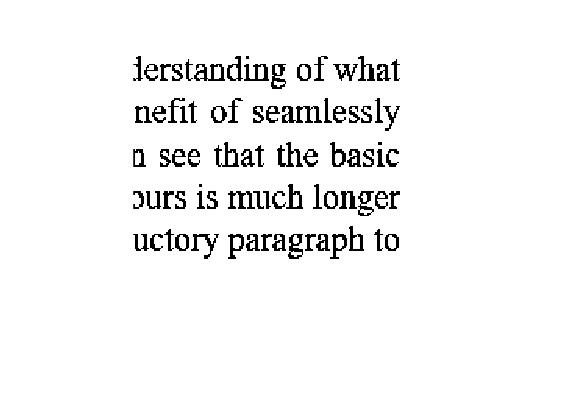 derstanding of what
nefit of seamlessly
n see that the basic
ours is much longer
uctory paragraph to